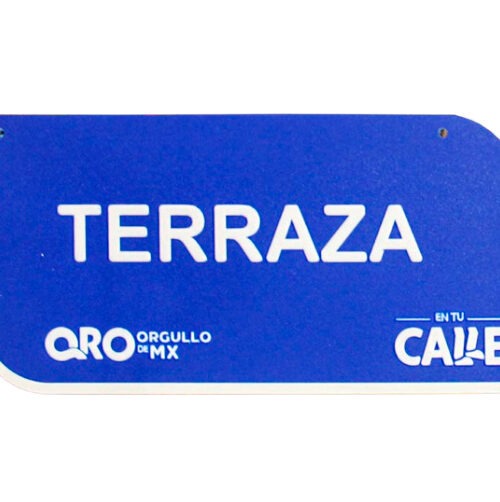 TERRAZA
QRO ORGULLO
DE MX
EN TU
CALLE